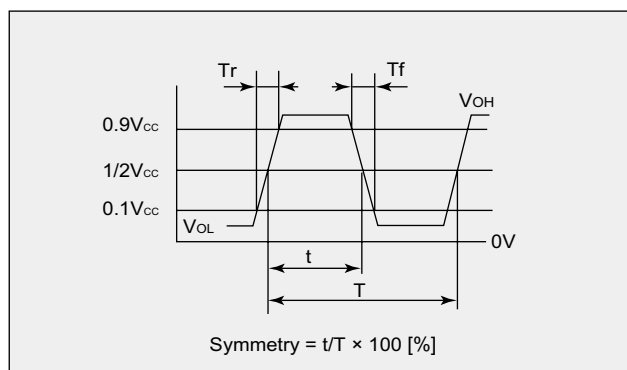 Tr Tf
VOH
0.9Vcc
1/2Vcc
0.1Vcc
VOL
0V
t
T
Symmetry = t/T × 100 [%]